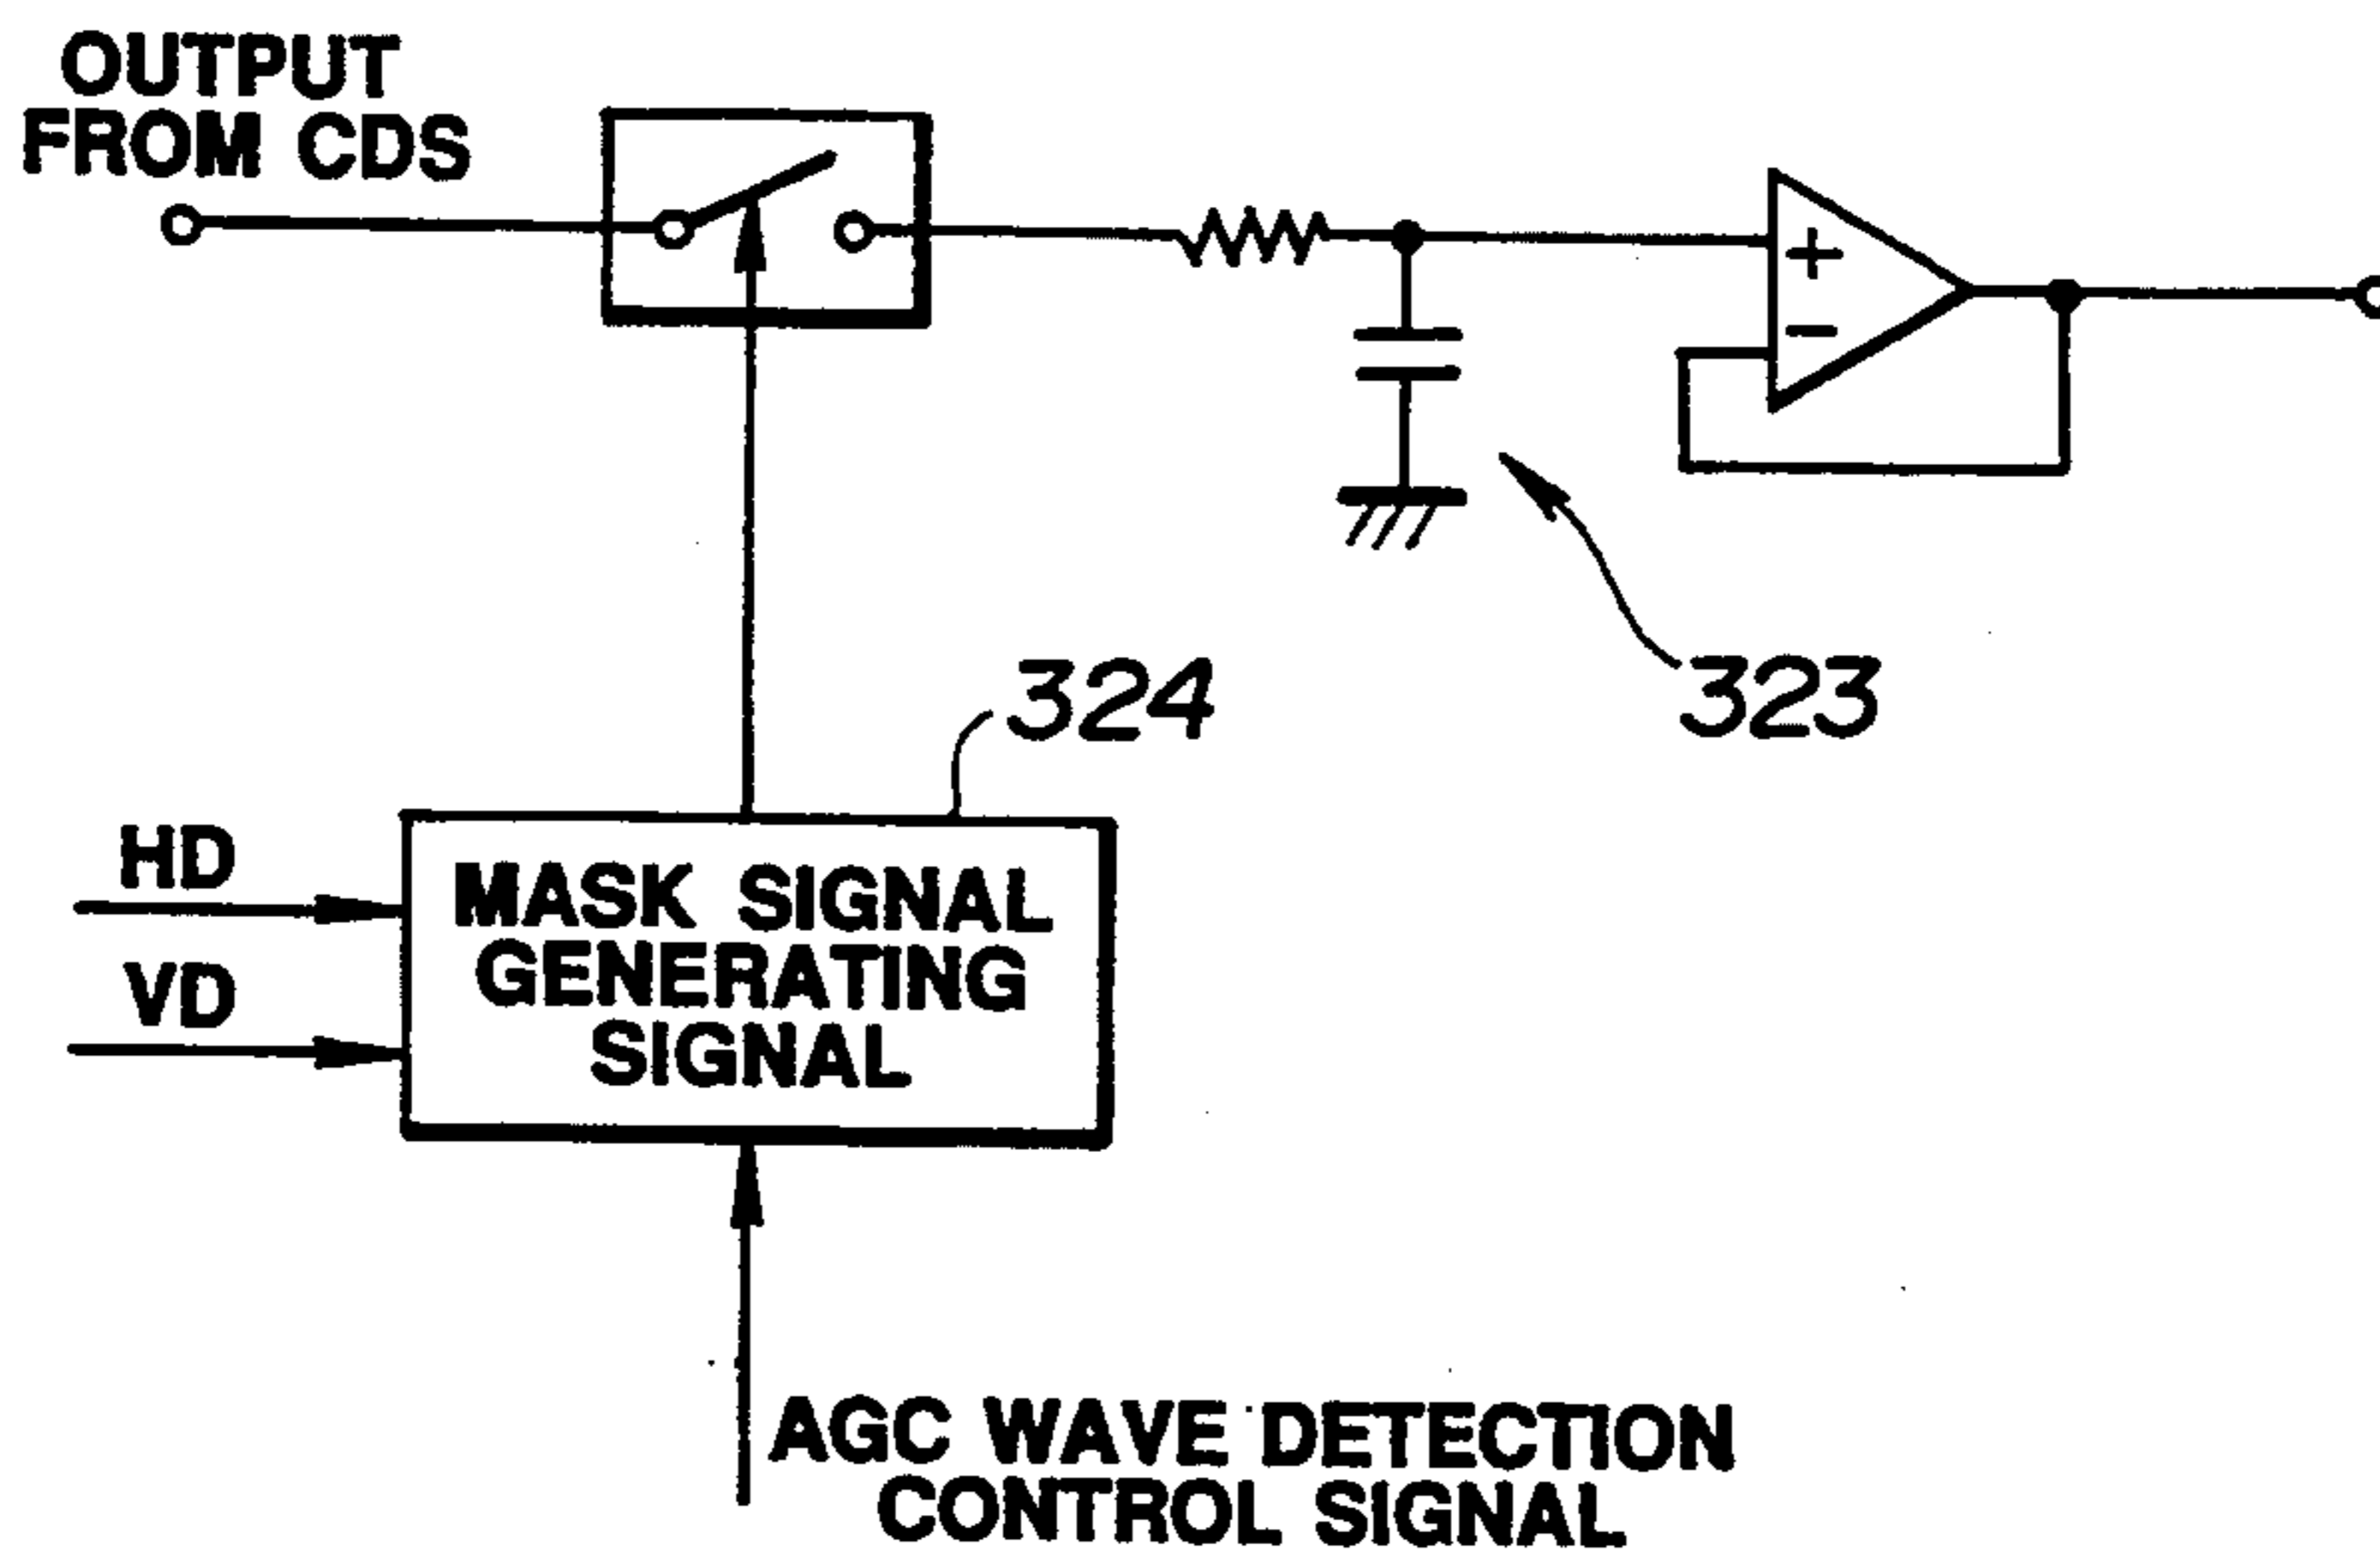 OUTPUT
FROM CDS
+
−
324
323
HD
VD
MASK SIGNAL
GENERATING
SIGNAL
AGC WAVE DETECTION
CONTROL SIGNAL